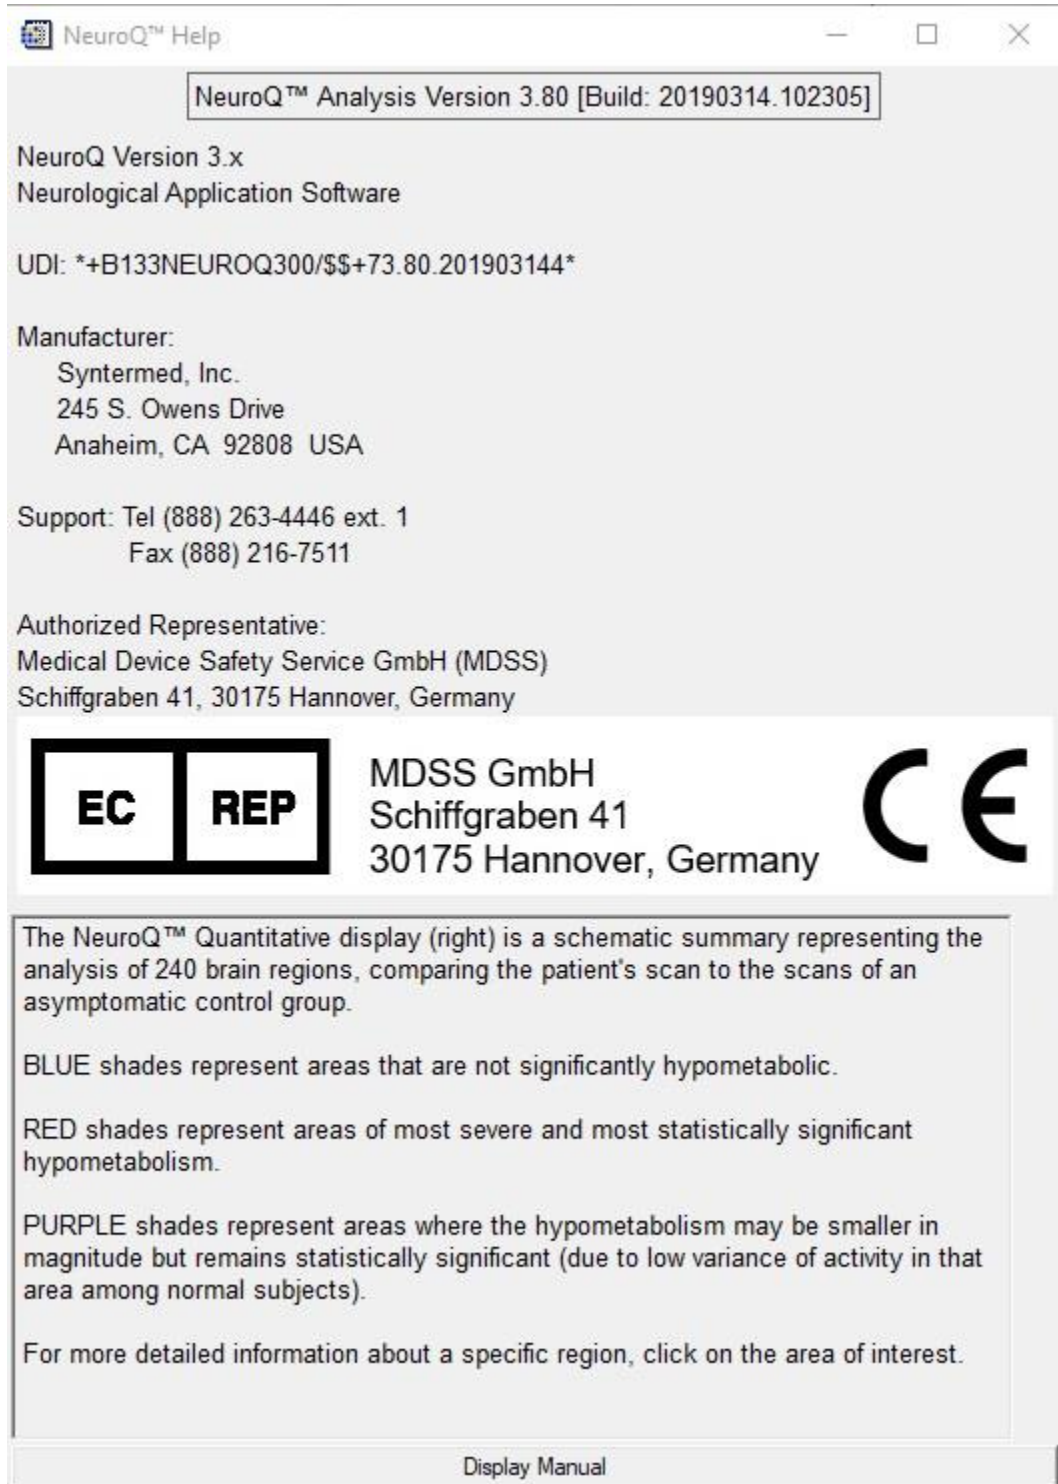 NeuroQ™ Help
NeuroQ™ Analysis Version 3.80 [Build: 20190314.102305]
NeuroQ Version 3.x
Neurological Application Software
UDI: *+B133NEUROQ300/$$+73.80.201903144*
Manufacturer:
Syntermed, Inc.
245 S. Owens Drive
Anaheim, CA 92808 USA
Support: Tel (888) 263-4446 ext. 1
Fax (888) 216-7511
Authorized Representative:
Medical Device Safety Service GmbH (MDSS)
Schiffgraben 41, 30175 Hannover, Germany
EC REP
MDSS GmbH
Schiffgraben 41
30175 Hannover, Germany
CE
The NeuroQ™ Quantitative display (right) is a schematic summary representing the
analysis of 240 brain regions, comparing the patient's scan to the scans of an
asymptomatic control group.
BLUE shades represent areas that are not significantly hypometabolic.
RED shades represent areas of most severe and most statistically significant
hypometabolism.
PURPLE shades represent areas where the hypometabolism may be smaller in
magnitude but remains statistically significant (due to low variance of activity in that
area among normal subjects).
For more detailed information about a specific region, click on the area of interest.
Display Manual